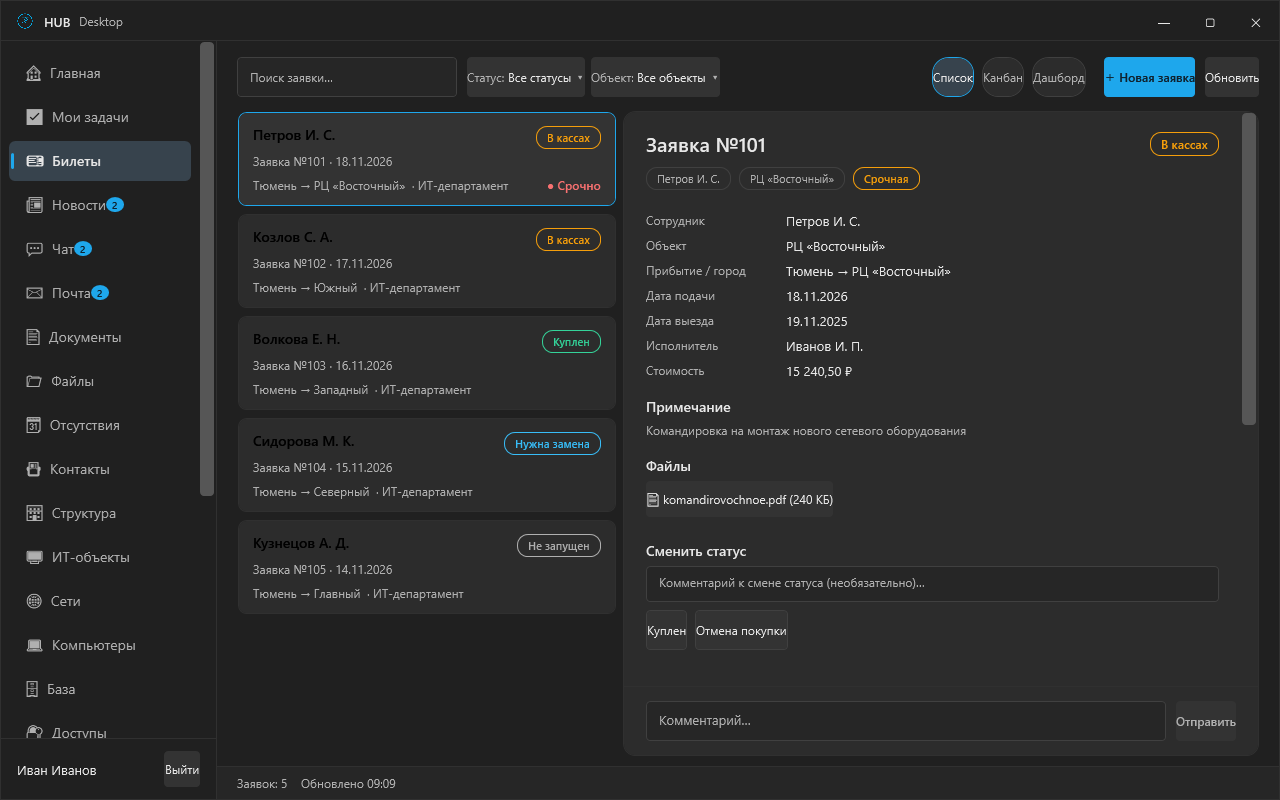 HUB Desktop
Главная
Мои задачи
Билеты
Новости 2
Чат 2
Почта 2
Документы
Файлы
31 Отсутствия
Контакты
Структура
ИТ-объекты
Сети
Компьютеры
База
Доступы
Иван Иванов
Выйти
Поиск заявки...
Статус: Все статусы
Объект: Все объекты
Список
Канбан
Дашборд
+ Новая заявка
Обновить
Петров И. С.
В кассах
Заявка №101 · 18.11.2026
Тюмень → РЦ «Восточный» · ИТ-департамент
● Срочно
Козлов С. А.
В кассах
Заявка №102 · 17.11.2026
Тюмень → Южный · ИТ-департамент
Волкова Е. Н.
Куплен
Заявка №103 · 16.11.2026
Тюмень → Западный · ИТ-департамент
Сидорова М. К.
Нужна замена
Заявка №104 · 15.11.2026
Тюмень → Северный · ИТ-департамент
Кузнецов А. Д.
Не запущен
Заявка №105 · 14.11.2026
Тюмень → Главный · ИТ-департамент
Заявка №101
В кассах
Петров И. С.
РЦ «Восточный»
Срочная
Сотрудник Петров И. С.
Объект РЦ «Восточный»
Прибытие / город Тюмень → РЦ «Восточный»
Дата подачи 18.11.2026
Дата выезда 19.11.2025
Исполнитель Иванов И. П.
Стоимость 15 240,50 ₽
Примечание
Командировка на монтаж нового сетевого оборудования
Файлы
komandirovochnoe.pdf (240 КБ)
Сменить статус
Комментарий к смене статуса (необязательно)...
Куплен
Отмена покупки
Комментарий...
Отправить
Заявок: 5 Обновлено 09:09